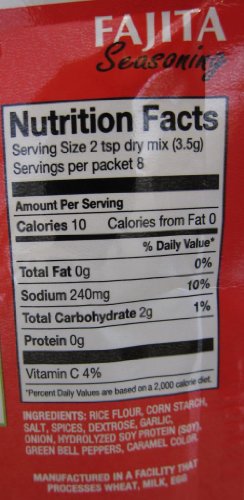 FAJITA
Seasoning
Nutrition Facts
Serving Size 2 tsp dry mix (3.5g)
Servings per packet 8
Amount Per Serving
Calories 10 Calories from Fat 0
% Daily Value*
Total Fat 0g 0%
Sodium 240mg 10%
Total Carbohydrate 2g 1%
Protein 0g
Vitamin C 4%
*Percent Daily Values are based on a 2,000 calorie diet.
INGREDIENTS: RICE FLOUR, CORN STARCH,
SALT, SPICES, DEXTROSE, GARLIC,
ONION, HYDROLYZED SOY PROTEIN (SOY),
GREEN BELL PEPPERS, CARAMEL COLOR.
MANUFACTURED IN A FACILITY THAT
PROCESSES WHEAT, MILK, EGG